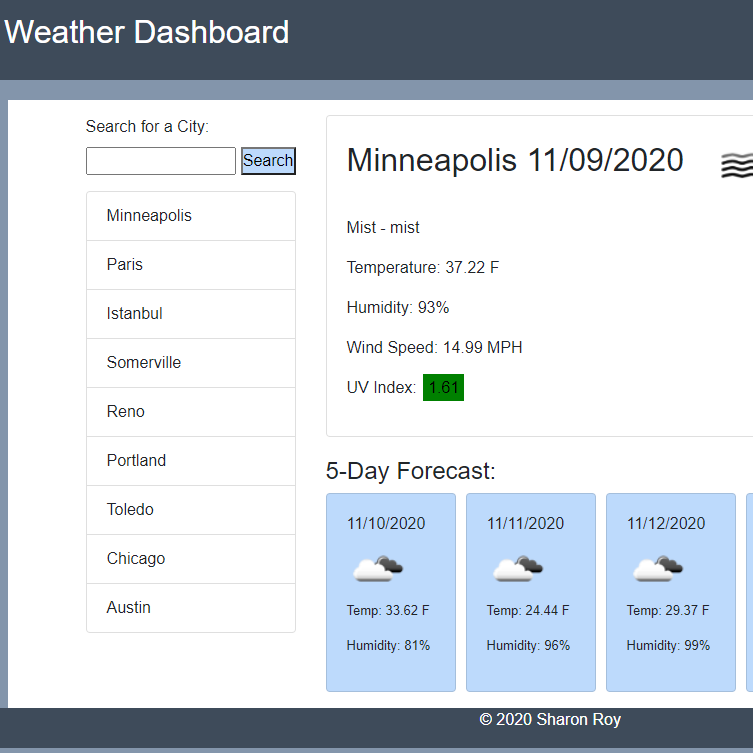 Weather Dashboard
Search for a City:
Search
Minneapolis
Paris
Istanbul
Somerville
Reno
Portland
Toledo
Chicago
Austin
Minneapolis 11/09/2020
Mist - mist
Temperature: 37.22 F
Humidity: 93%
Wind Speed: 14.99 MPH
UV Index: 1.61
5-Day Forecast:
11/10/2020
Temp: 33.62 F
Humidity: 81%
11/11/2020
Temp: 24.44 F
Humidity: 96%
11/12/2020
Temp: 29.37 F
Humidity: 99%
© 2020 Sharon Roy